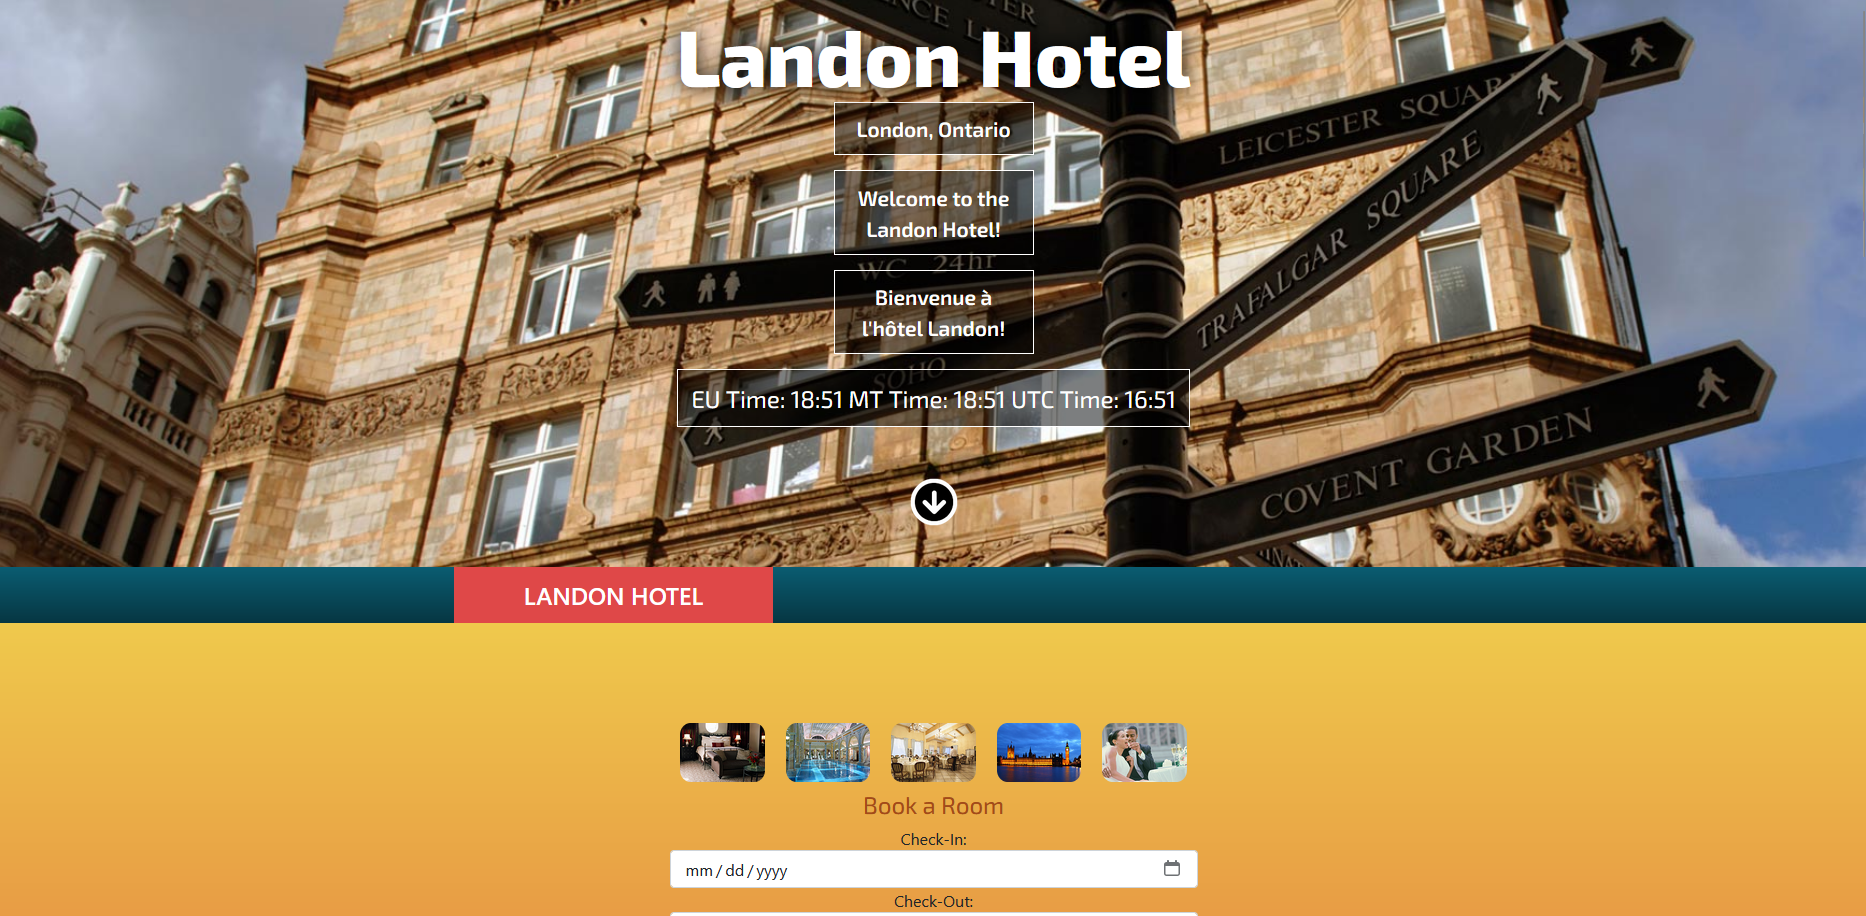 NCE
TER
Landon Hotel
London, Ontario
LEICESTER SQUAR
Welcome to the
Landon Hotel!
TRAFALGAR SQUARE
WC 24hr
Bienvenue à
l'hôtel Landon!
SOHO
EU Time: 18:51 MT Time: 18:51 UTC Time: 16:51
COVENT GARDEN
LANDON HOTEL
Book a Room
Check-In:
mm/dd/yyyy
Check-Out: